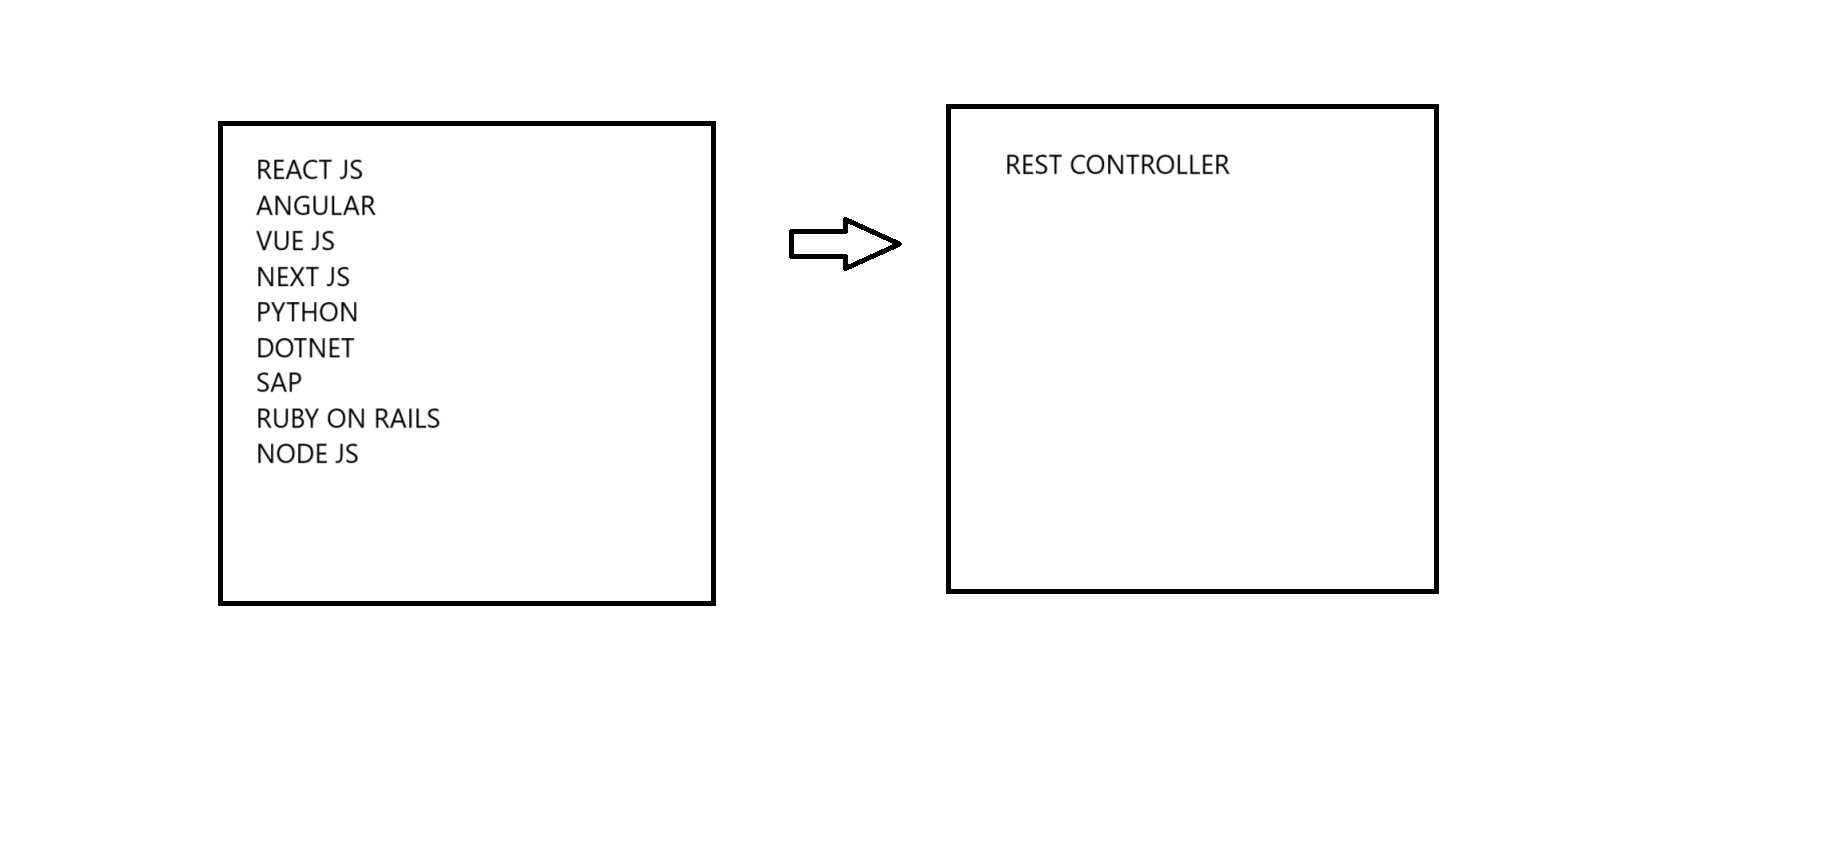 REACT JS
ANGULAR
VUE JS
NEXT JS
PYTHON
DOTNET
SAP
RUBY ON RAILS
NODE JS
REST CONTROLLER